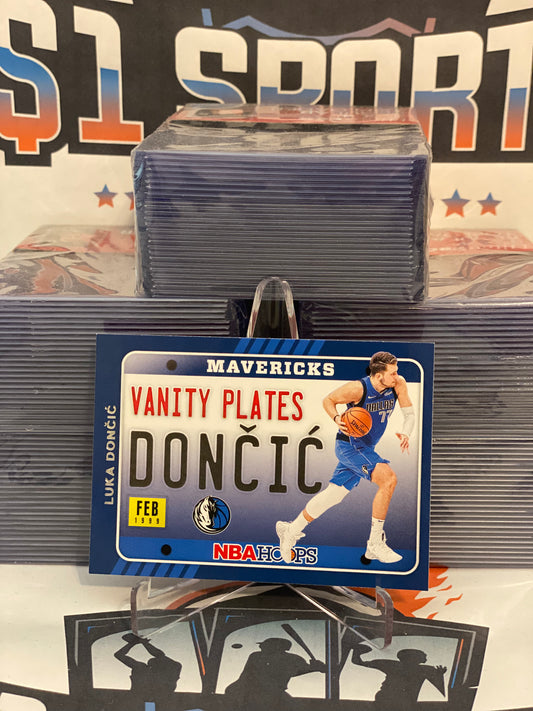 $1 SPORT
MAVERICKS
VANITY PLATES
DONČIĆ
LUKA DONČIĆ
FEB
1999
DALLAS
77
NBA HOOPS